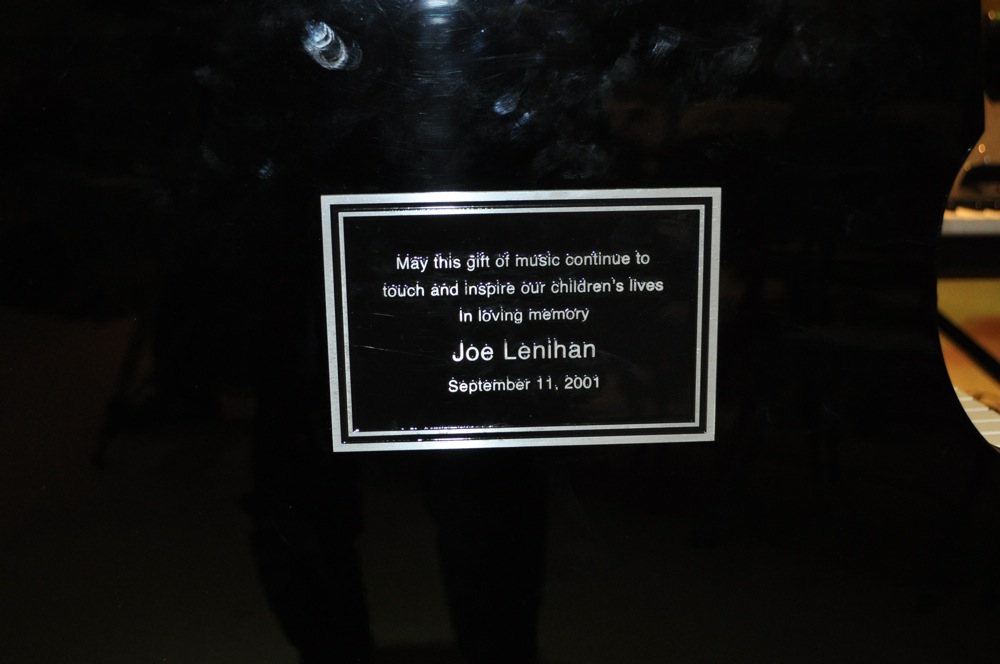 May this gift of music continue to
touch and inspire our children's lives
In loving memory
Joe Lenihan
September 11, 2001